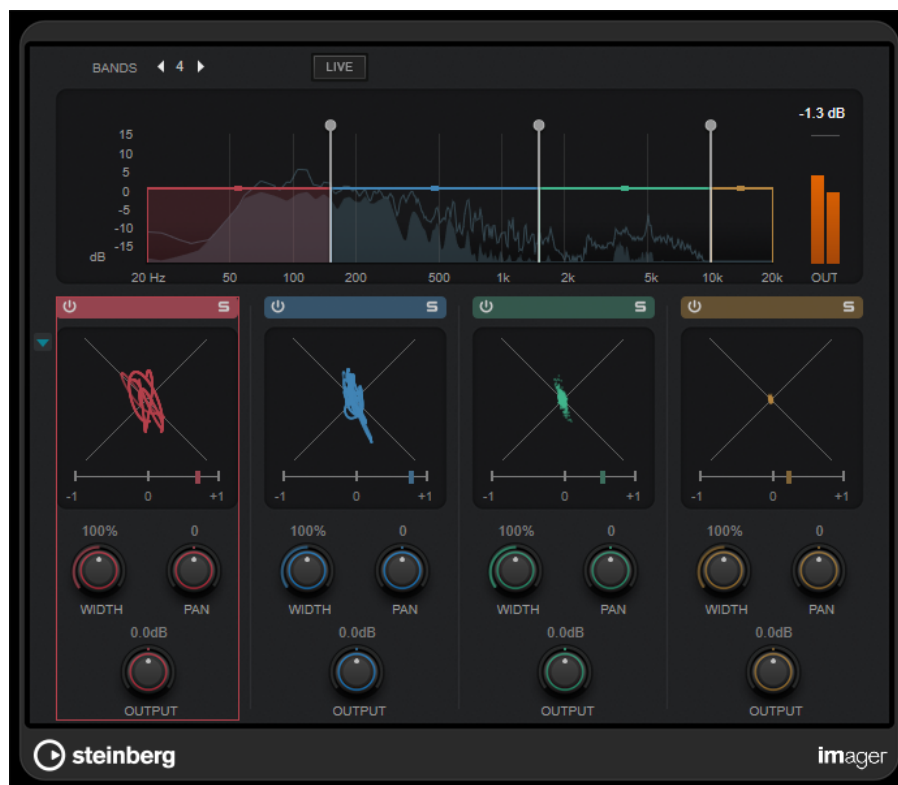 BANDS 4 LIVE
-1.3 dB
15
10
5
0
-5
-10
-15
dB
20 Hz 50 100 200 500 1k 2k 5k 10k 20k OUT
S S S S
-1 0 +1 -1 0 +1 -1 0 +1 -1 0 +1
100% 0 100% 0 100% 0 100% 0
WIDTH PAN WIDTH PAN WIDTH PAN WIDTH PAN
0.0dB 0.0dB 0.0dB 0.0dB
OUTPUT OUTPUT OUTPUT OUTPUT
steinberg imager